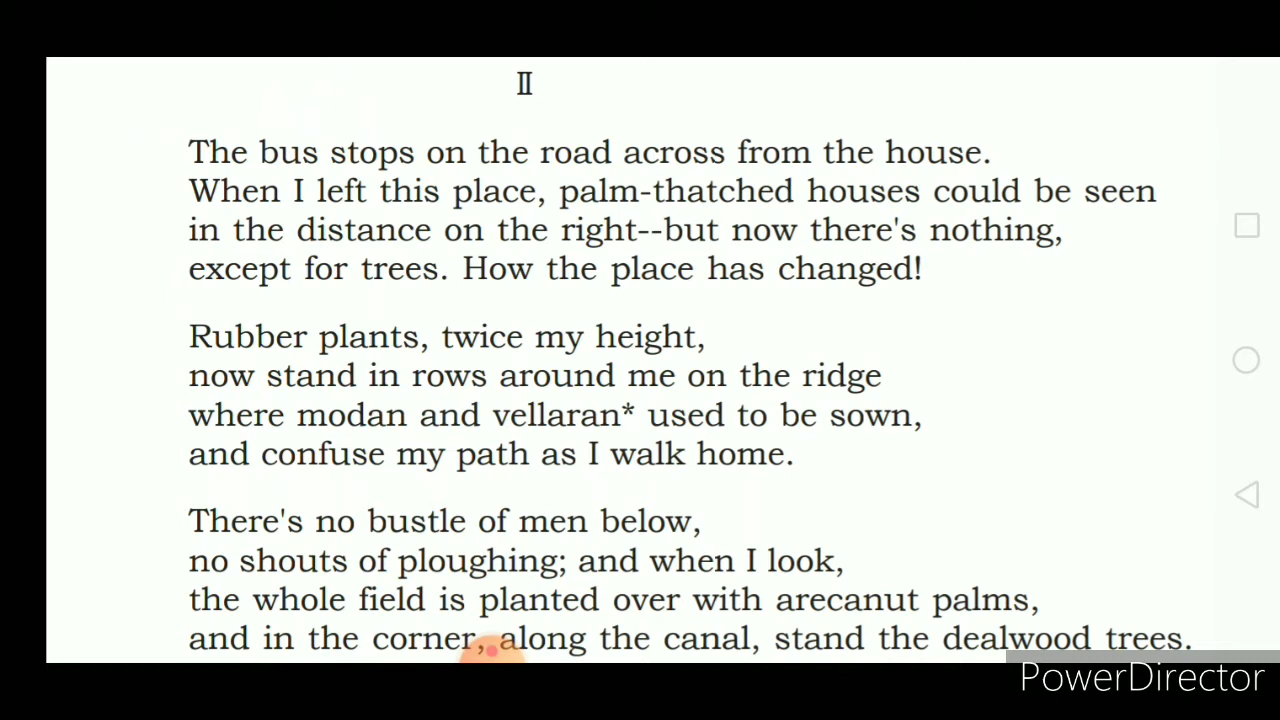 II
The bus stops on the road across from the house.
When I left this place, palm-thatched houses could be seen
in the distance on the right--but now there's nothing,
except for trees. How the place has changed!
Rubber plants, twice my height,
now stand in rows around me on the ridge
where modan and vellaran* used to be sown,
and confuse my path as I walk home.
There's no bustle of men below,
no shouts of ploughing; and when I look,
the whole field is planted over with arecanut palms,
and in the corner, along the canal, stand the dealwood trees.
PowerDirector